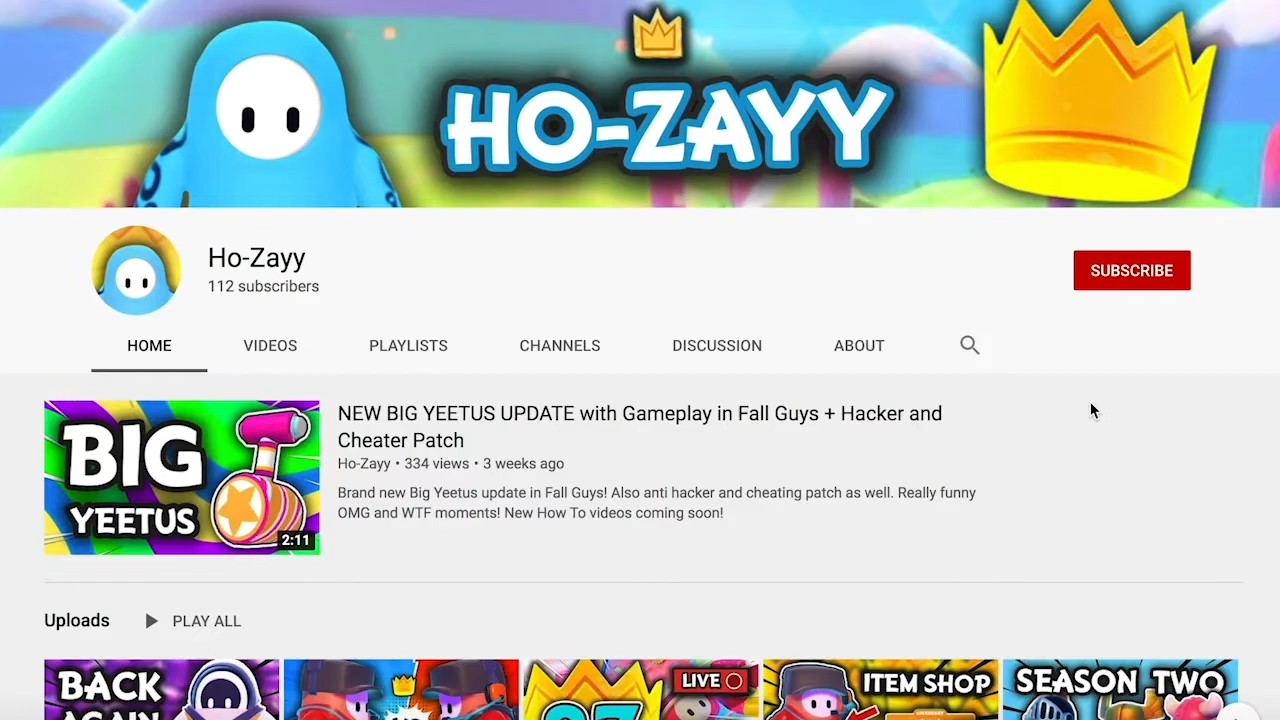 HO-ZAYY
Ho-Zayy
112 subscribers
SUBSCRIBE
HOME
VIDEOS
PLAYLISTS
CHANNELS
DISCUSSION
ABOUT
BIG
YEETUS
2:11
NEW BIG YEETUS UPDATE with Gameplay in Fall Guys + Hacker and
Cheater Patch
Ho-Zayy • 334 views • 3 weeks ago
Brand new Big Yeetus update in Fall Guys! Also anti hacker and cheating patch as well. Really funny
OMG and WTF moments! New How To videos coming soon!
Uploads
PLAY ALL
BACK
AGAIN
LIVE
ITEM SHOP
SEASON TWO